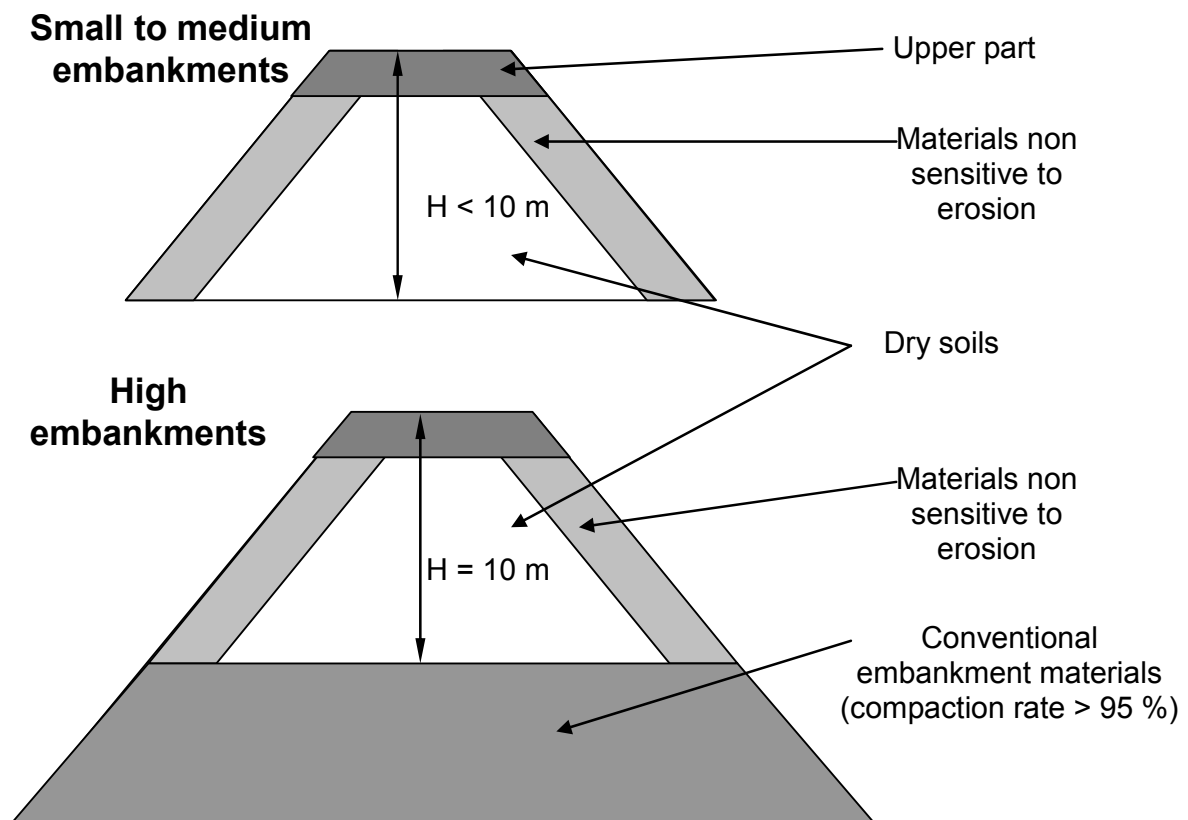 Small to medium
embankments
Upper part
Materials non
sensitive to
erosion
H < 10 m
Dry soils
High
embankments
Materials non
sensitive to
erosion
H = 10 m
Conventional
embankment materials
(compaction rate > 95 %)